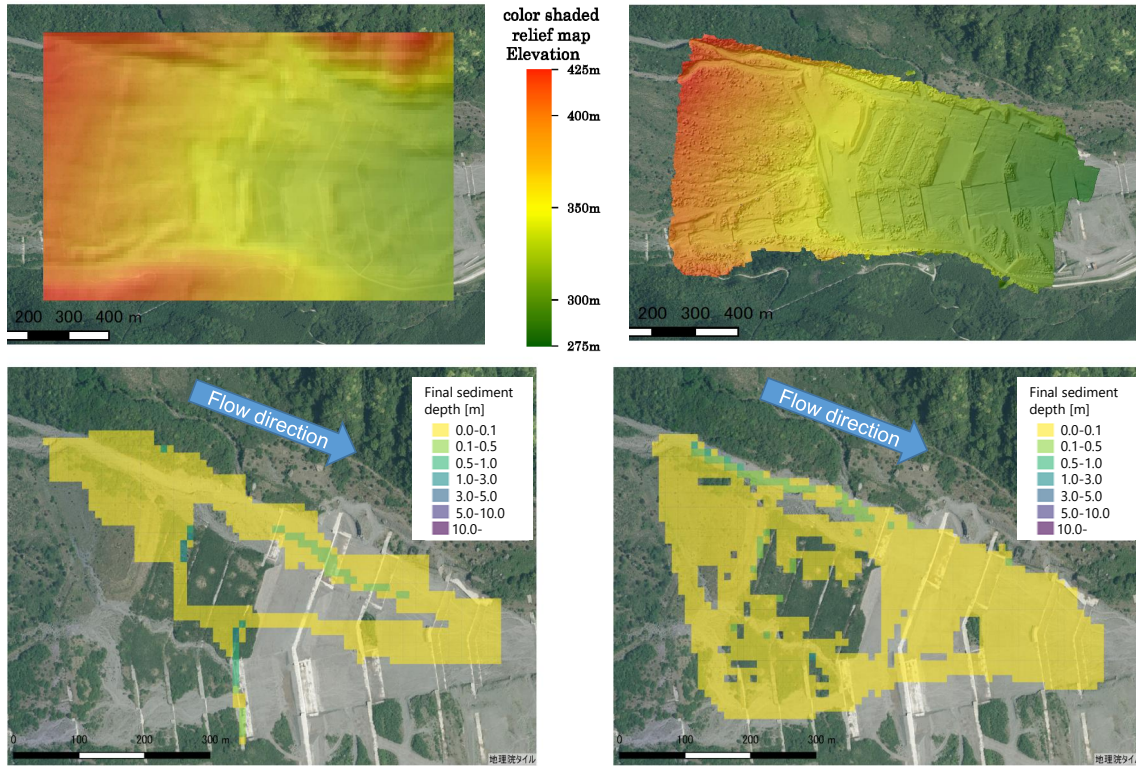 color shaded
relief map
Elevation
425m
400m
350m
300m
275m
200 300 400 m
200 300 400 m
Flow direction
Final sediment
depth [m]
0.0-0.1
0.1-0.5
0.5-1.0
1.0-3.0
3.0-5.0
5.0-10.0
10.0-
0 100 200 300 m
地理院タイル
Flow direction
Final sediment
depth [m]
0.0-0.1
0.1-0.5
0.5-1.0
1.0-3.0
3.0-5.0
5.0-10.0
10.0-
0 100 200 300 m
地理院タイル